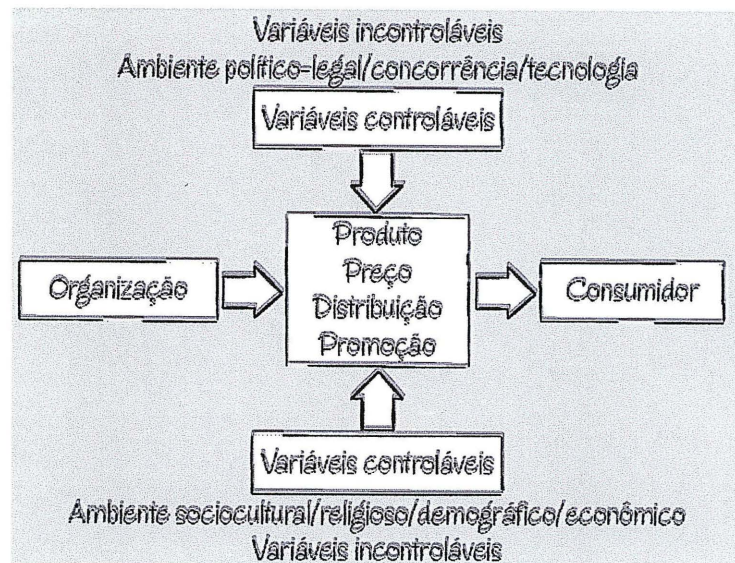 Variáveis incontroláveis
Ambiente político-legal/concorrência/tecnologia
Variáveis controláveis
Organização
Produto
Preço
Distribuição
Promoção
Consumidor
Variáveis controláveis
Ambiente sociocultural/religioso/demográfico/econômico
Variáveis incontroláveis